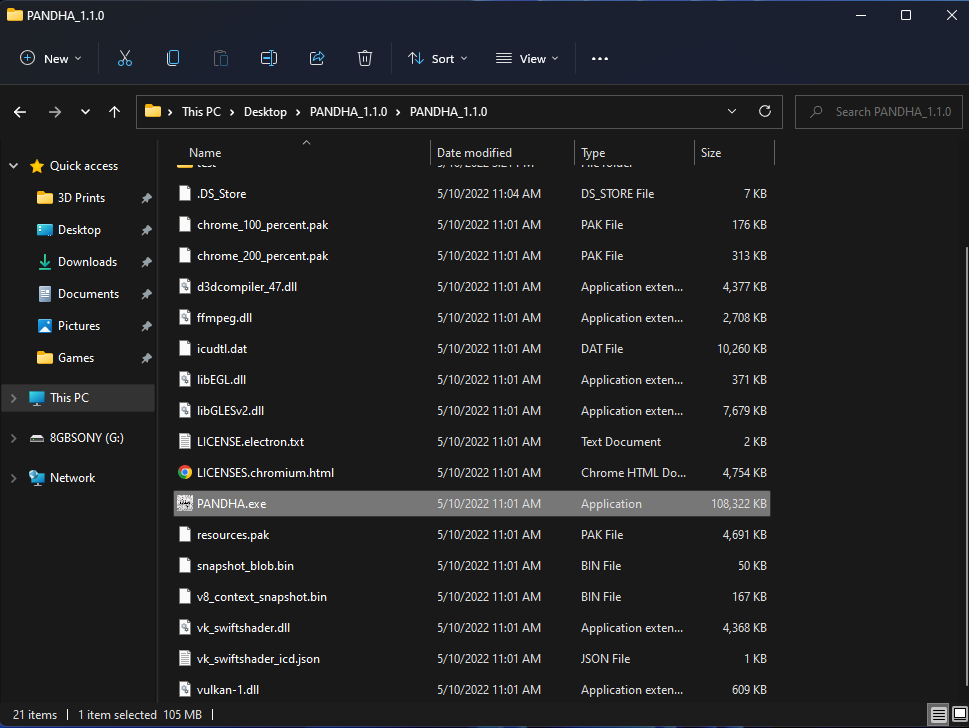 PANDHA_1.1.0
New Sort View
This PC Desktop PANDHA_1.1.0 PANDHA_1.1.0 Search PANDHA_1.1.0
Name Date modified Type Size
Quick access
3D Prints
Desktop
Downloads
Documents
Pictures
Games
This PC
8GBSONY (G:)
Network
.DS_Store 5/10/2022 11:04 AM DS_STORE File 7 KB
chrome_100_percent.pak 5/10/2022 11:01 AM PAK File 176 KB
chrome_200_percent.pak 5/10/2022 11:01 AM PAK File 313 KB
d3dcompiler_47.dll 5/10/2022 11:01 AM Application exten... 4,377 KB
ffmpeg.dll 5/10/2022 11:01 AM Application exten... 2,708 KB
icudtl.dat 5/10/2022 11:01 AM DAT File 10,260 KB
libEGL.dll 5/10/2022 11:01 AM Application exten... 371 KB
libGLESv2.dll 5/10/2022 11:01 AM Application exten... 7,679 KB
LICENSE.electron.txt 5/10/2022 11:01 AM Text Document 2 KB
LICENSES.chromium.html 5/10/2022 11:01 AM Chrome HTML Do... 4,754 KB
PANDHA.exe 5/10/2022 11:01 AM Application 108,322 KB
resources.pak 5/10/2022 11:01 AM PAK File 4,691 KB
snapshot_blob.bin 5/10/2022 11:01 AM BIN File 50 KB
v8_context_snapshot.bin 5/10/2022 11:01 AM BIN File 167 KB
vk_swiftshader.dll 5/10/2022 11:01 AM Application exten... 4,368 KB
vk_swiftshader_icd.json 5/10/2022 11:01 AM JSON File 1 KB
vulkan-1.dll 5/10/2022 11:01 AM Application exten... 609 KB
21 items 1 item selected 105 MB